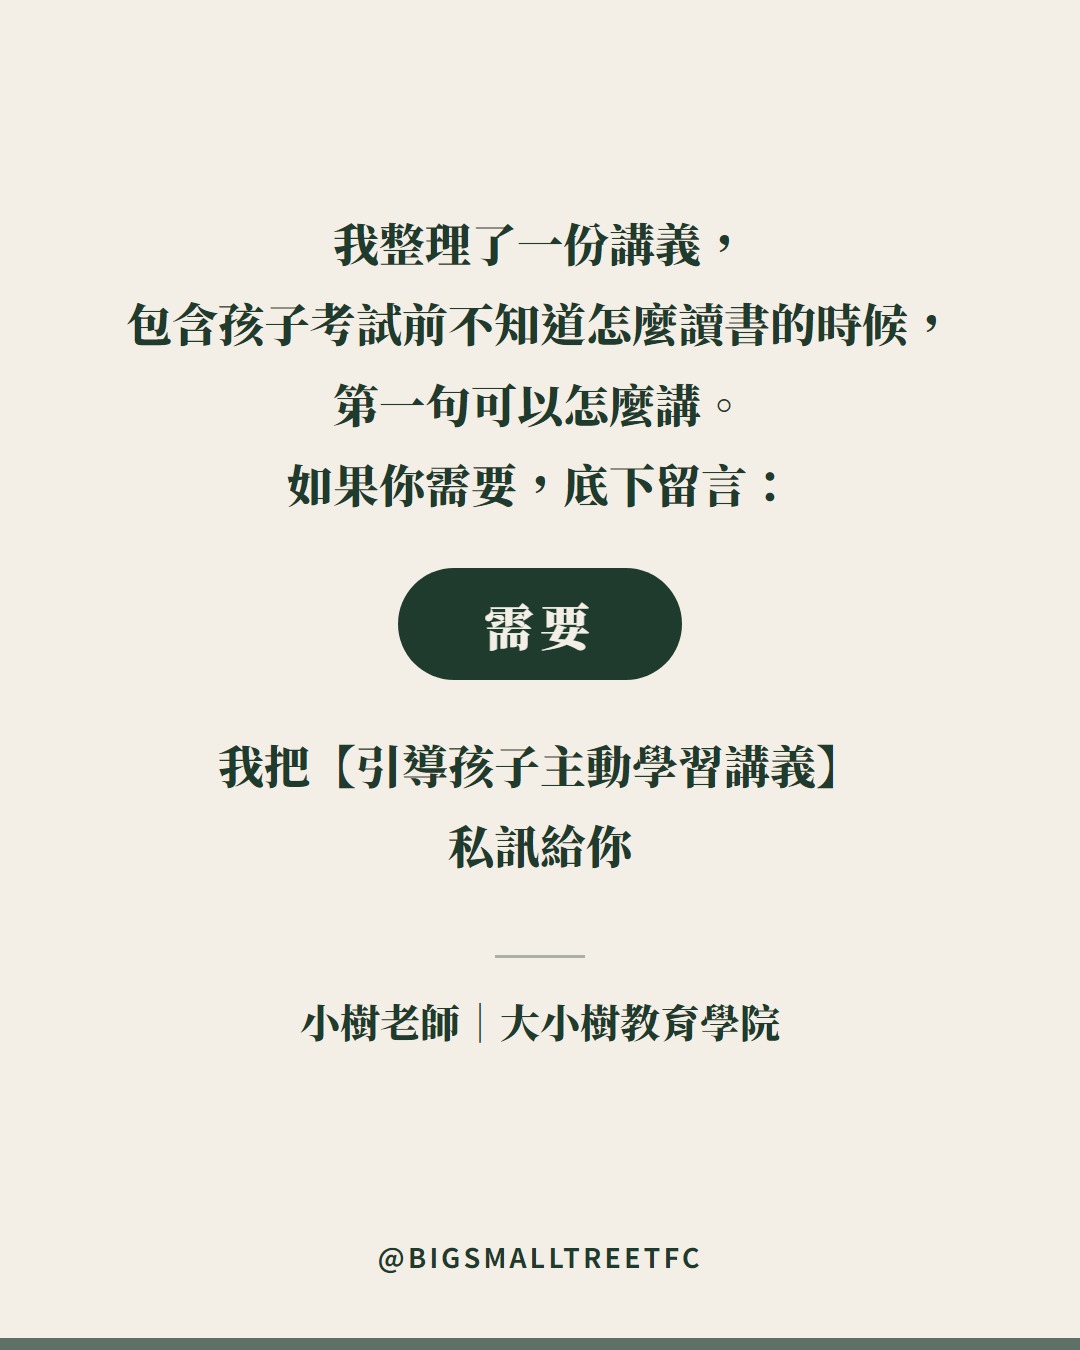 我整理了一份講義，
包含孩子考試前不知道怎麼讀書的時候，
第一句可以怎麼講。
如果你需要，底下留言：
需要
我把【引導孩子主動學習講義】
私訊給你
小樹老師｜大小樹教育學院
@BIGSMALLTREETFC